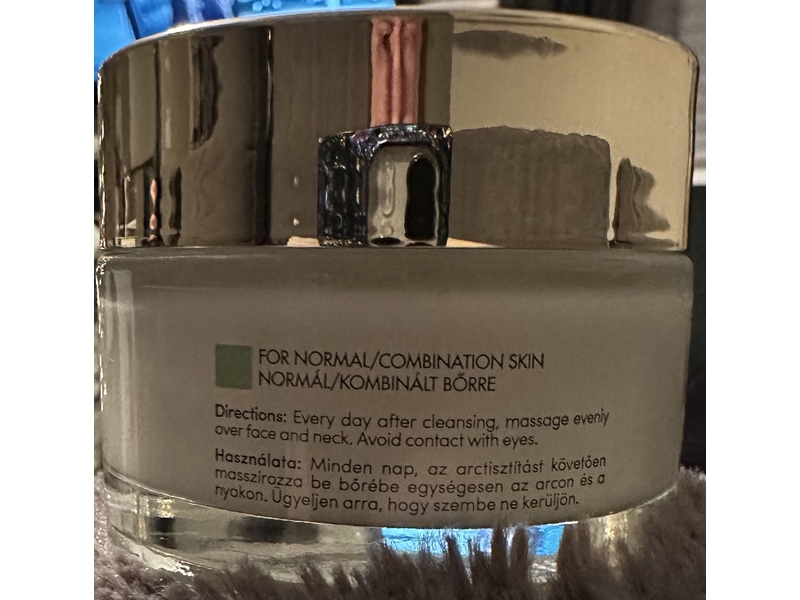 FOR NORMAL/COMBINATION SKIN
NORMÁL/KOMBINÁLT BŐRRE
Directions: Every day after cleansing, massage evenly
over face and neck. Avoid contact with eyes.
Használata: Minden nap, az arctisztítást követően
masszírozza be bőrébe egységesen az arcon és a
nyakon. Ügyeljen arra, hogy szembe ne kerüljön.